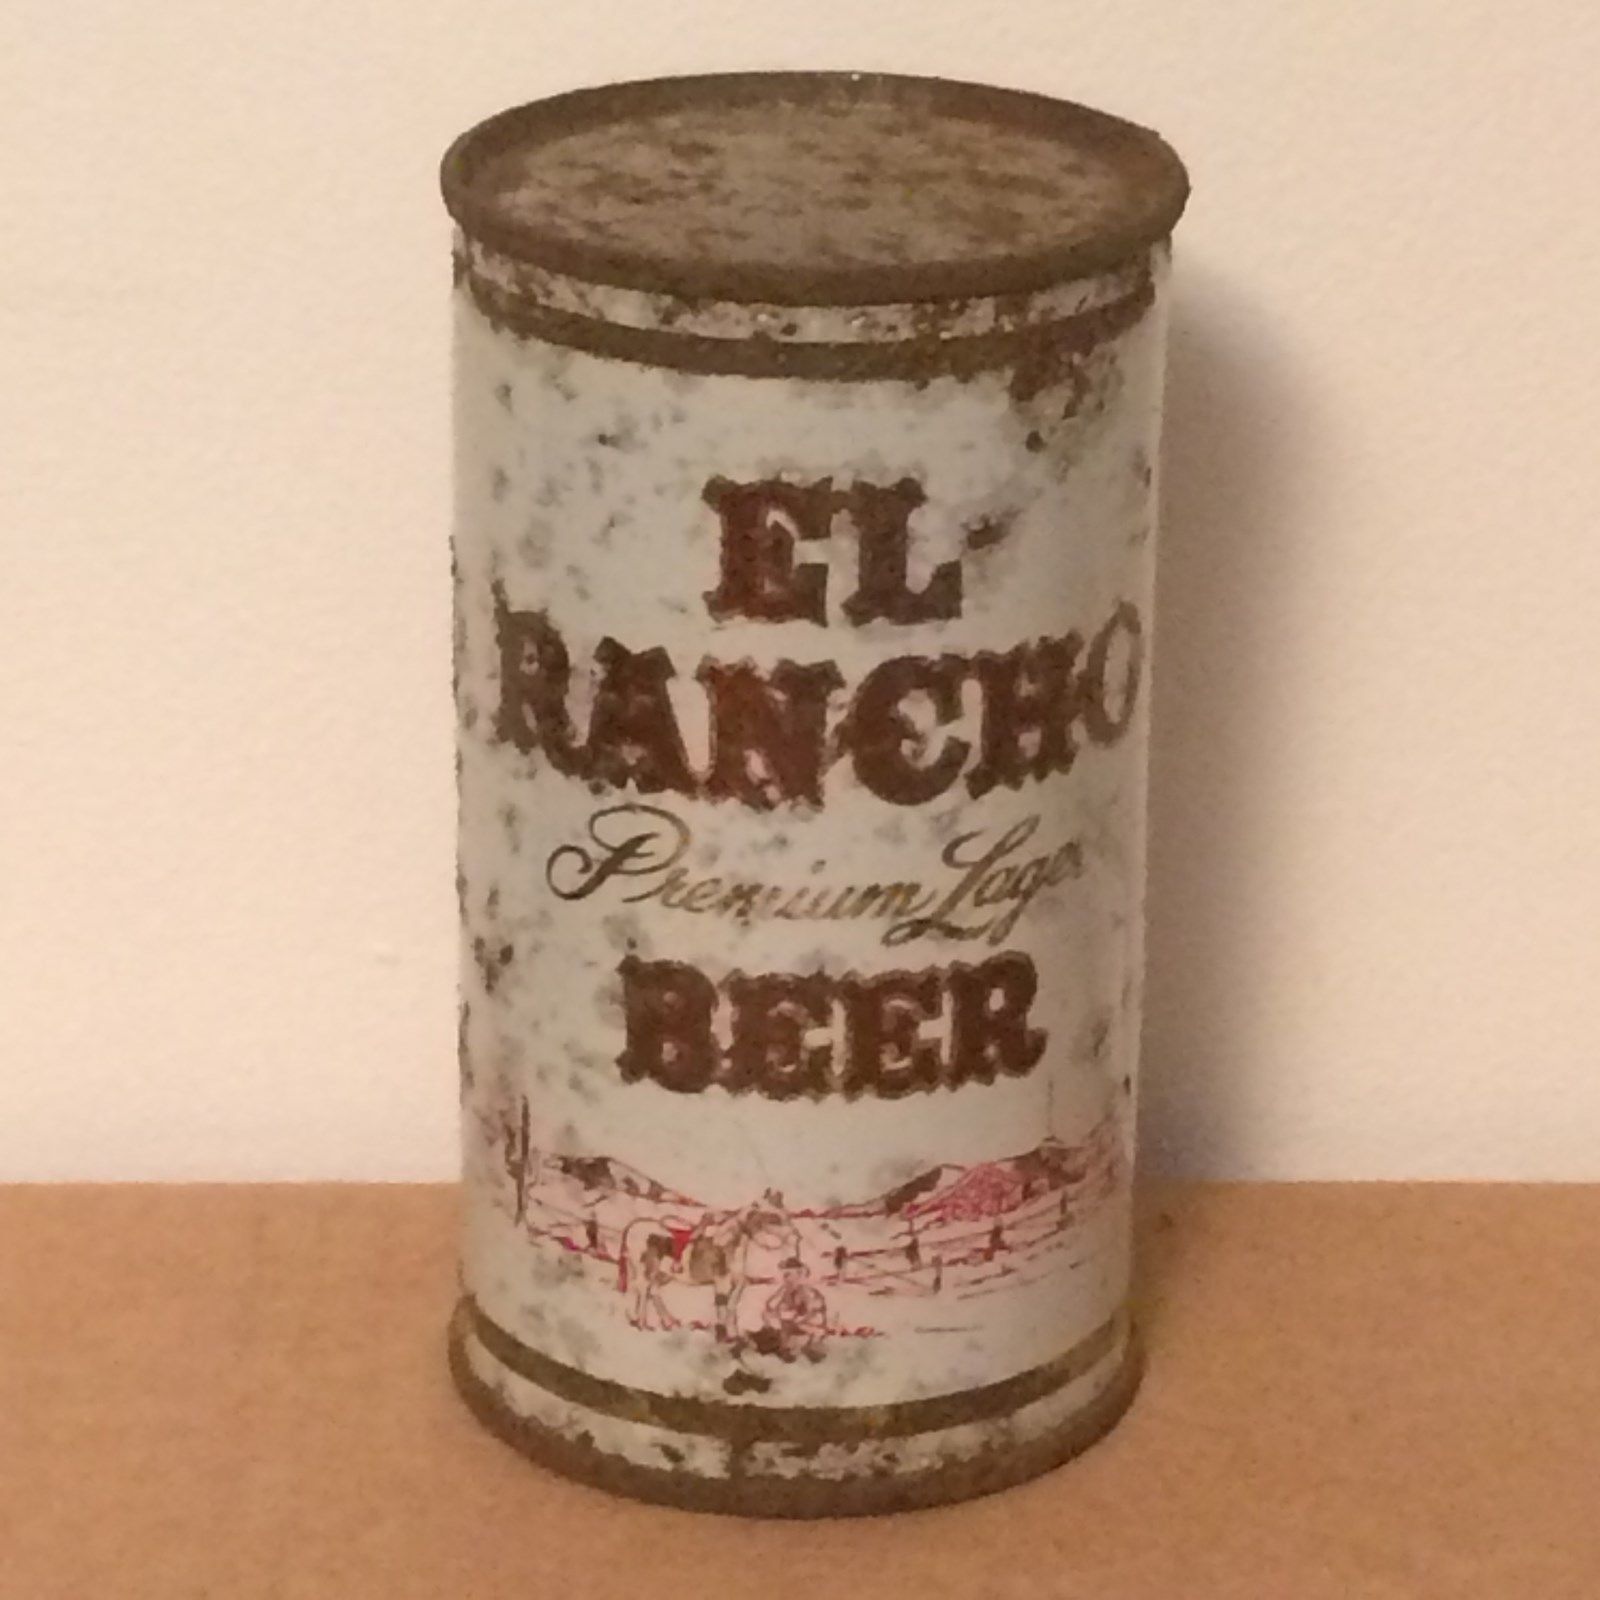 EL
RANCHO
Premium Lager
BEER